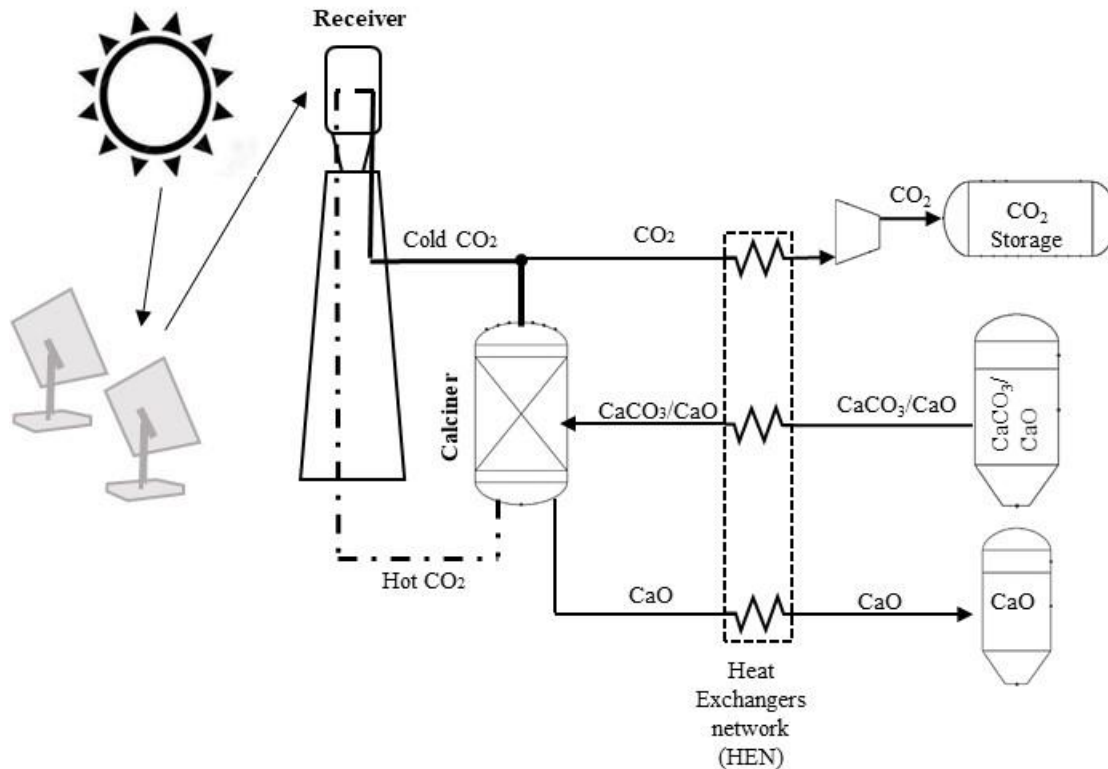 Receiver
Cold CO₂
CO₂
CO₂
CO₂
Storage
Calciner
CaCO₃/CaO
CaCO₃/CaO
CaCO₃/
CaO
Hot CO₂
CaO
CaO
CaO
Heat
Exchangers
network
(HEN)